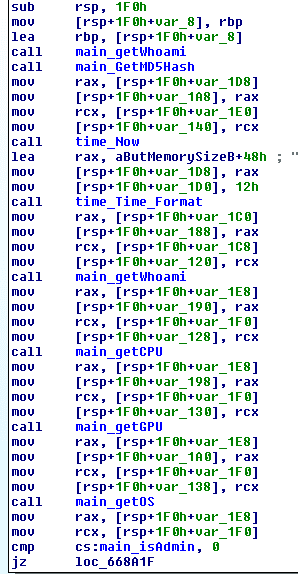 sub rsp, 1F0h
mov [rsp+1F0h+var_8], rbp
lea rbp, [rsp+1F0h+var_8]
call main_getWhoami
call main_GetMD5Hash
mov rax, [rsp+1F0h+var_1D8]
mov [rsp+1F0h+var_1A8], rax
mov rcx, [rsp+1F0h+var_1E0]
mov [rsp+1F0h+var_140], rcx
call time_Now
lea rax, aButMemorySizeB+48h ; "
mov [rsp+1F0h+var_1D8], rax
mov [rsp+1F0h+var_1D0], 12h
call time_Time_Format
mov rax, [rsp+1F0h+var_1C0]
mov [rsp+1F0h+var_188], rax
mov rcx, [rsp+1F0h+var_1C8]
mov [rsp+1F0h+var_120], rcx
call main_getWhoami
mov rax, [rsp+1F0h+var_1E8]
mov [rsp+1F0h+var_190], rax
mov rcx, [rsp+1F0h+var_1F0]
mov [rsp+1F0h+var_128], rcx
call main_getCPU
mov rax, [rsp+1F0h+var_1E8]
mov [rsp+1F0h+var_198], rax
mov rcx, [rsp+1F0h+var_1F0]
mov [rsp+1F0h+var_130], rcx
call main_getGPU
mov rax, [rsp+1F0h+var_1E8]
mov [rsp+1F0h+var_1A0], rax
mov rcx, [rsp+1F0h+var_1F0]
mov [rsp+1F0h+var_138], rcx
call main_getOS
mov rax, [rsp+1F0h+var_1E8]
mov rcx, [rsp+1F0h+var_1F0]
cmp cs:main_isAdmin, 0
jz loc_668A1F